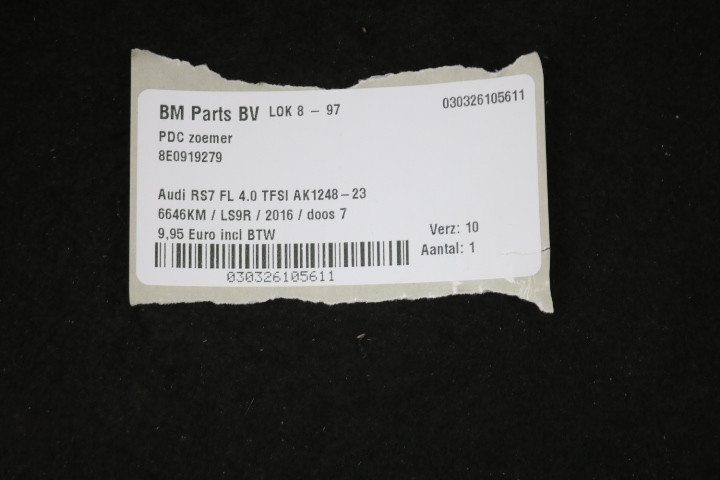 BM Parts BV LOK 8 - 97 030326105611
PDC zoemer
8E0919279
Audi RS7 FL 4.0 TFSI AK1248-23
6646KM / LS9R / 2016 / doos 7
9,95 Euro incl BTW Verz: 10
Aantal: 1
030326105611